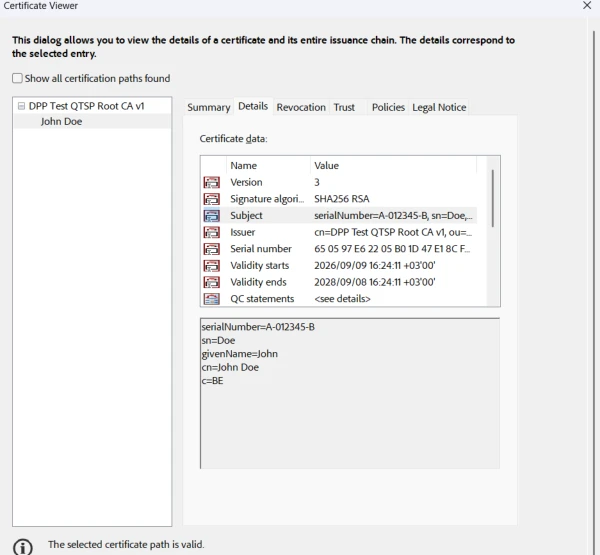 Certificate Viewer
This dialog allows you to view the details of a certificate and its entire issuance chain. The details correspond to
the selected entry.
Show all certification paths found
DPP Test QTSP Root CA v1
John Doe
Summary Details Revocation Trust Policies Legal Notice
Certificate data:
Name Value
Version 3
Signature algori... SHA256 RSA
Subject serialNumber=A-012345-B, sn=Doe,...
Issuer cn=DPP Test QTSP Root CA v1, ou=...
Serial number 65 05 97 E6 22 05 B0 1D 47 E1 8C F...
Validity starts 2026/09/09 16:24:11 +03'00'
Validity ends 2028/09/08 16:24:11 +03'00'
QC statements <see details>
serialNumber=A-012345-B
sn=Doe
givenName=John
cn=John Doe
c=BE
The selected certificate path is valid.